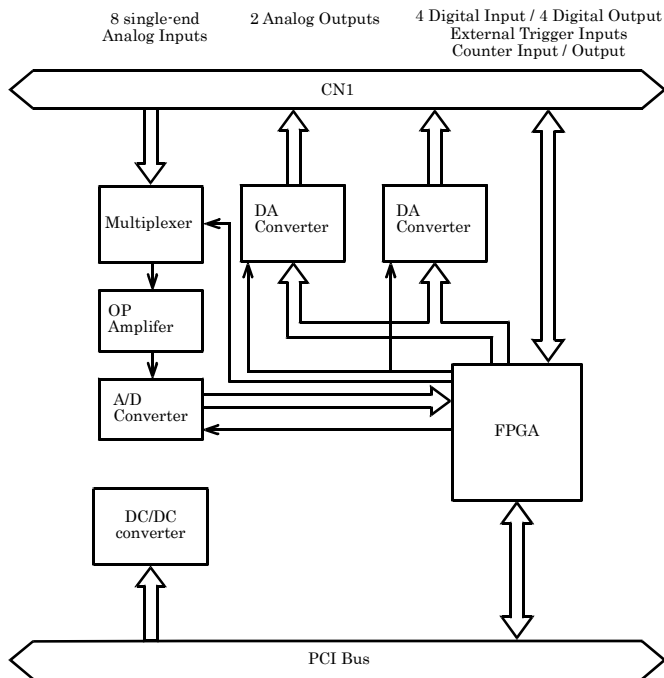 8 single-end
Analog Inputs
2 Analog Outputs
4 Digital Input / 4 Digital Output
External Trigger Inputs
Counter Input / Output
CN1
Multiplexer
DA
Converter
DA
Converter
OP
Amplifer
A/D
Converter
FPGA
DC/DC
converter
PCI Bus